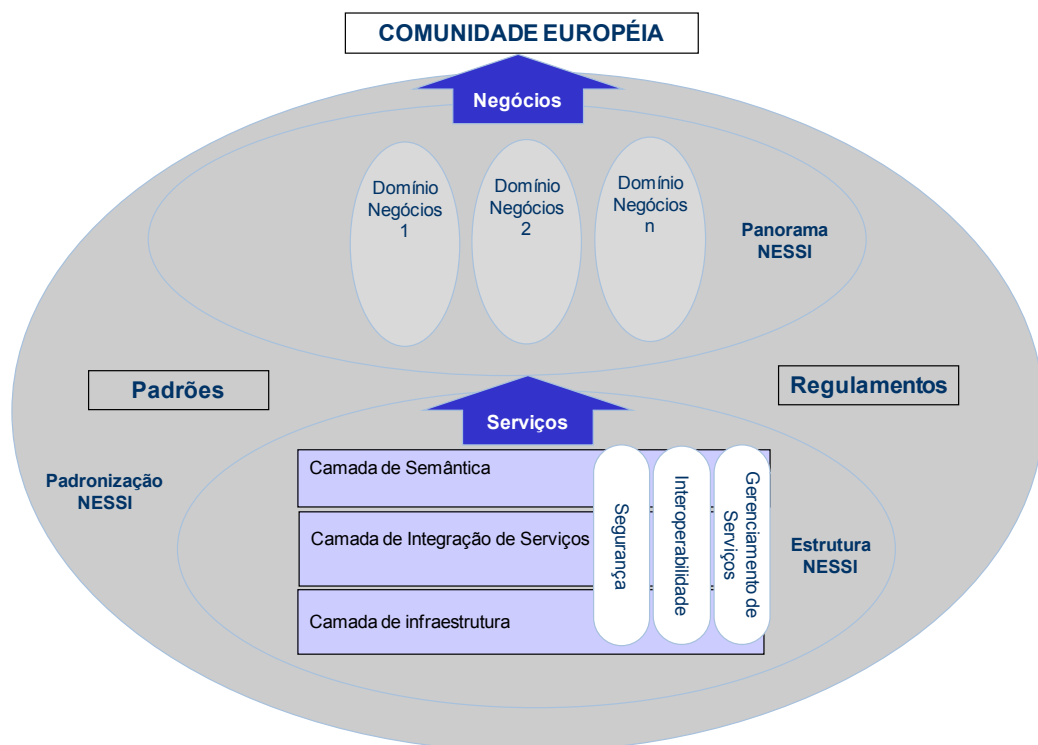 COMUNIDADE EUROPÉIA
Negócios
Domínio
Negócios
1
Domínio
Negócios
2
Domínio
Negócios
n
Panorama
NESSI
Padrões
Regulamentos
Serviços
Padronização
NESSI
Camada de Semântica
Camada de Integração de Serviços
Camada de infraestrutura
Segurança
Interoperabilidade
Gerenciamento de
Serviços
Estrutura
NESSI